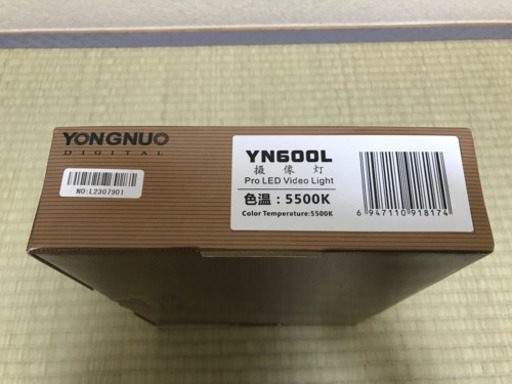 YONGNUO
DIGITAL
NO:L2307901
YN600L
摄像灯
Pro LED Video Light
色温：5500K
Color Temperature:5500K
6 947110 918174